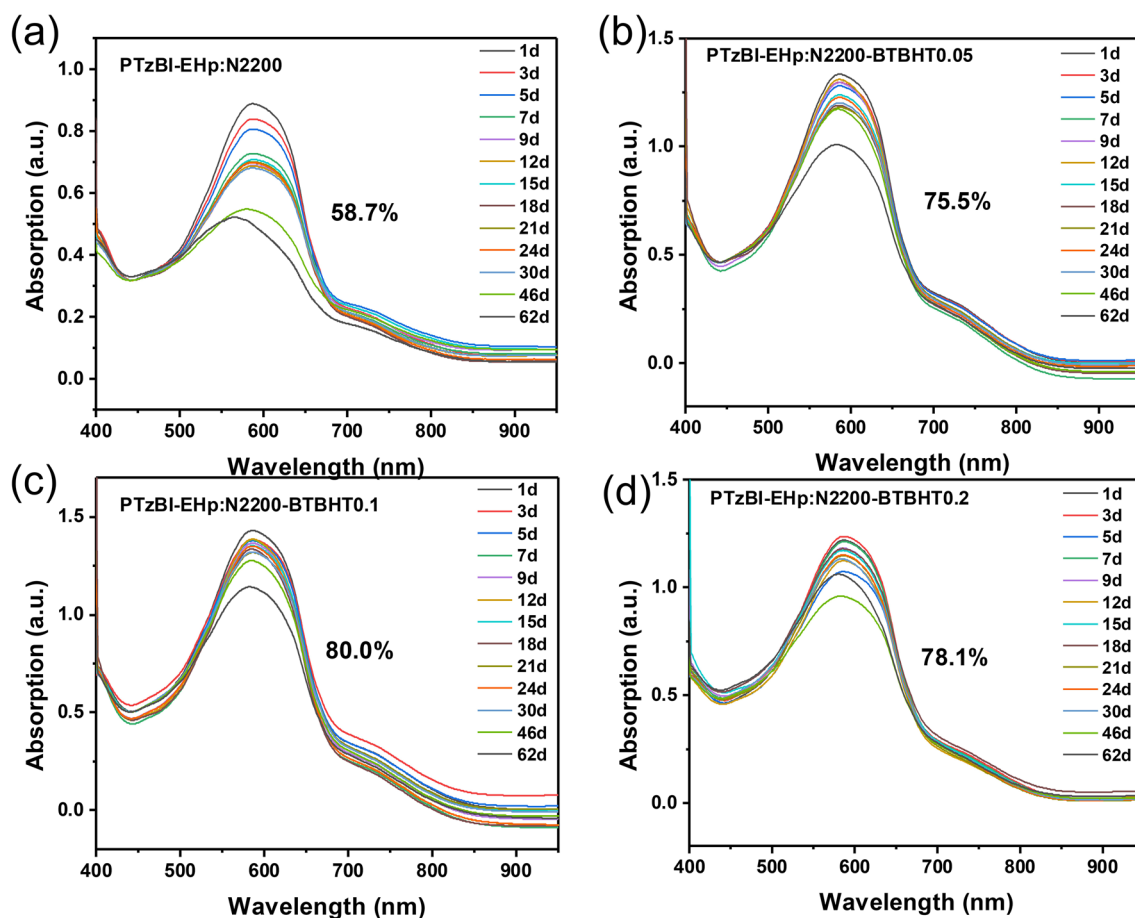 (a)
PTzBI-EHp:N2200
1d
3d
5d
7d
9d
12d
15d
18d
21d
24d
30d
46d
62d
58.7%
1.0
0.8
0.6
0.4
0.2
0.0
Absorption (a.u.)
400 500 600 700 800 900
Wavelength (nm)
(b)
PTzBI-EHp:N2200-BTBHT0.05
1d
3d
5d
7d
9d
12d
15d
18d
21d
24d
30d
46d
62d
75.5%
1.5
1.0
0.5
0.0
Absorption (a.u.)
400 500 600 700 800 900
Wavelength (nm)
(c)
PTzBI-EHp:N2200-BTBHT0.1
1d
3d
5d
7d
9d
12d
15d
18d
21d
24d
30d
46d
62d
80.0%
1.5
1.0
0.5
0.0
Absorption (a.u.)
400 500 600 700 800 900
Wavelength (nm)
(d)
PTzBI-EHp:N2200-BTBHT0.2
1d
3d
5d
7d
9d
12d
15d
18d
21d
24d
30d
46d
62d
78.1%
1.5
1.0
0.5
0.0
Absorption (a.u.)
400 500 600 700 800 900
Wavelength (nm)